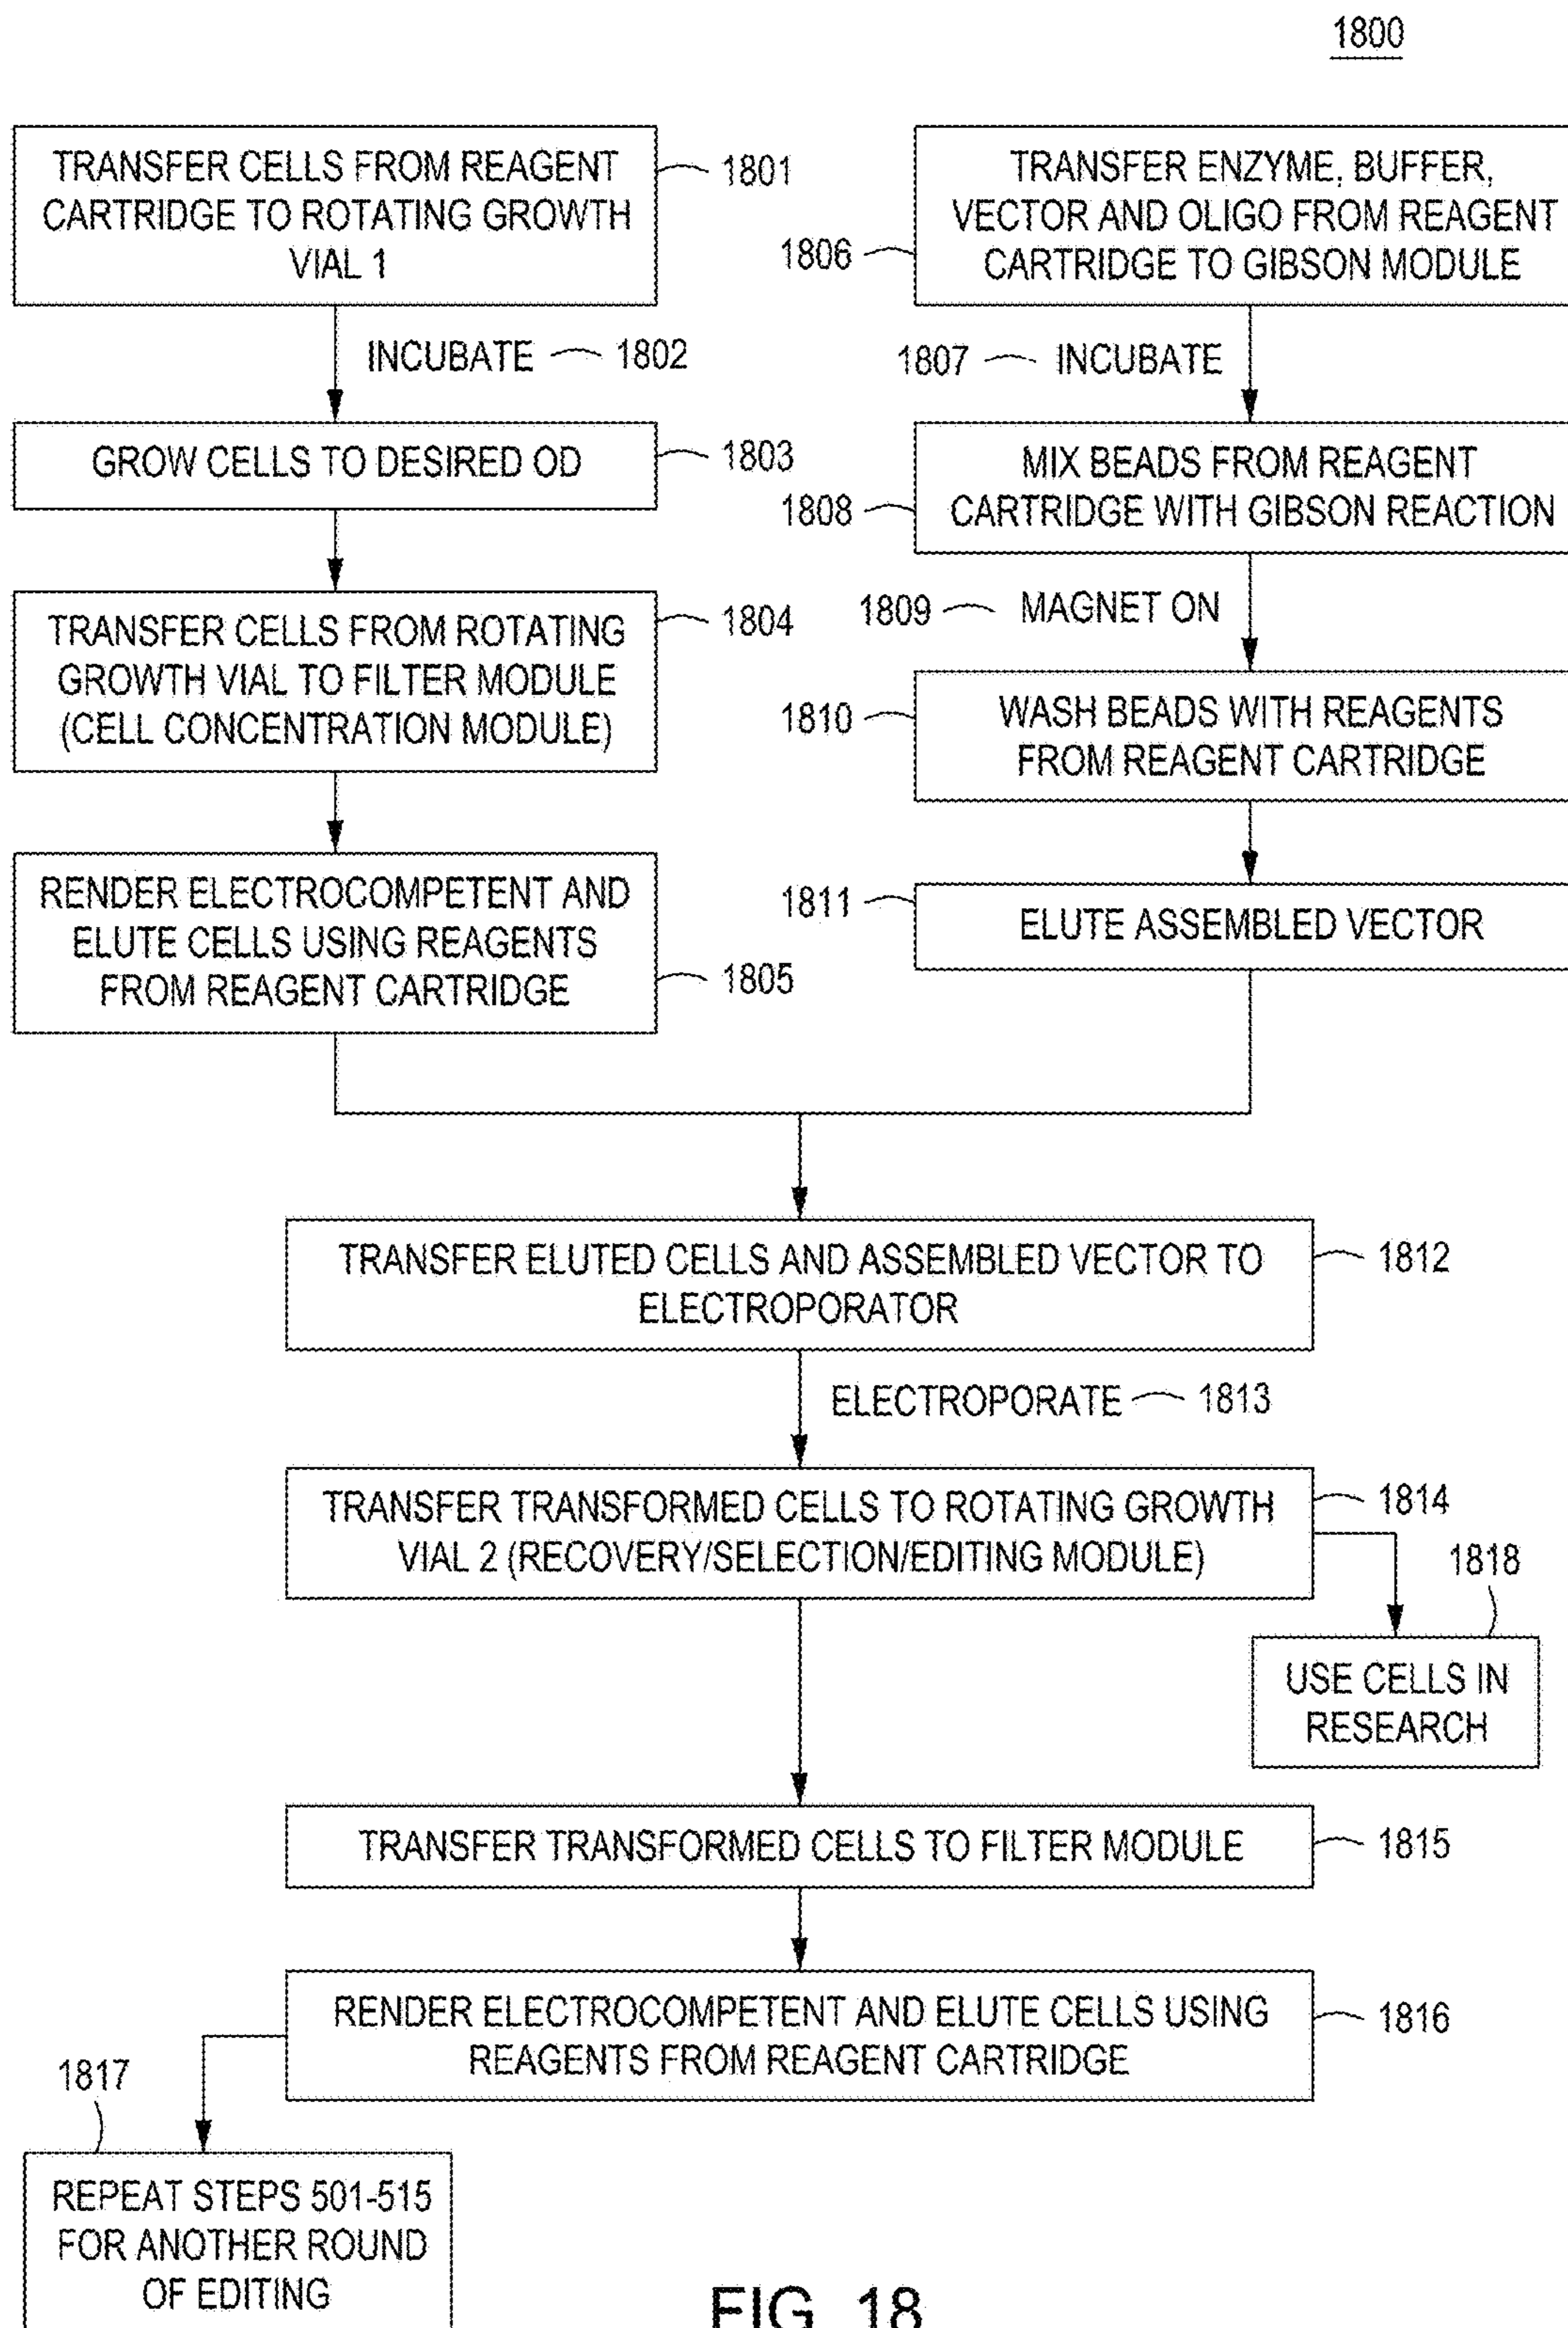 1800
TRANSFER CELLS FROM REAGENT
CARTRIDGE TO ROTATING GROWTH
VIAL 1
1801
INCUBATE
1802
GROW CELLS TO DESIRED OD
1803
TRANSFER CELLS FROM ROTATING
GROWTH VIAL TO FILTER MODULE
(CELL CONCENTRATION MODULE)
1804
RENDER ELECTROCOMPETENT AND
ELUTE CELLS USING REAGENTS
FROM REAGENT CARTRIDGE
1805
TRANSFER ENZYME, BUFFER,
VECTOR AND OLIGO FROM REAGENT
CARTRIDGE TO GIBSON MODULE
1806
1807
INCUBATE
MIX BEADS FROM REAGENT
CARTRIDGE WITH GIBSON REACTION
1808
1809
MAGNET ON
WASH BEADS WITH REAGENTS
FROM REAGENT CARTRIDGE
1810
1811
ELUTE ASSEMBLED VECTOR
TRANSFER ELUTED CELLS AND ASSEMBLED VECTOR TO
ELECTROPORATOR
1812
ELECTROPORATE
1813
TRANSFER TRANSFORMED CELLS TO ROTATING GROWTH
VIAL 2 (RECOVERY/SELECTION/EDITING MODULE)
1814
1818
USE CELLS IN
RESEARCH
TRANSFER TRANSFORMED CELLS TO FILTER MODULE
1815
RENDER ELECTROCOMPETENT AND ELUTE CELLS USING
REAGENTS FROM REAGENT CARTRIDGE
1816
1817
REPEAT STEPS 501-515
FOR ANOTHER ROUND
OF EDITING
FIG. 18